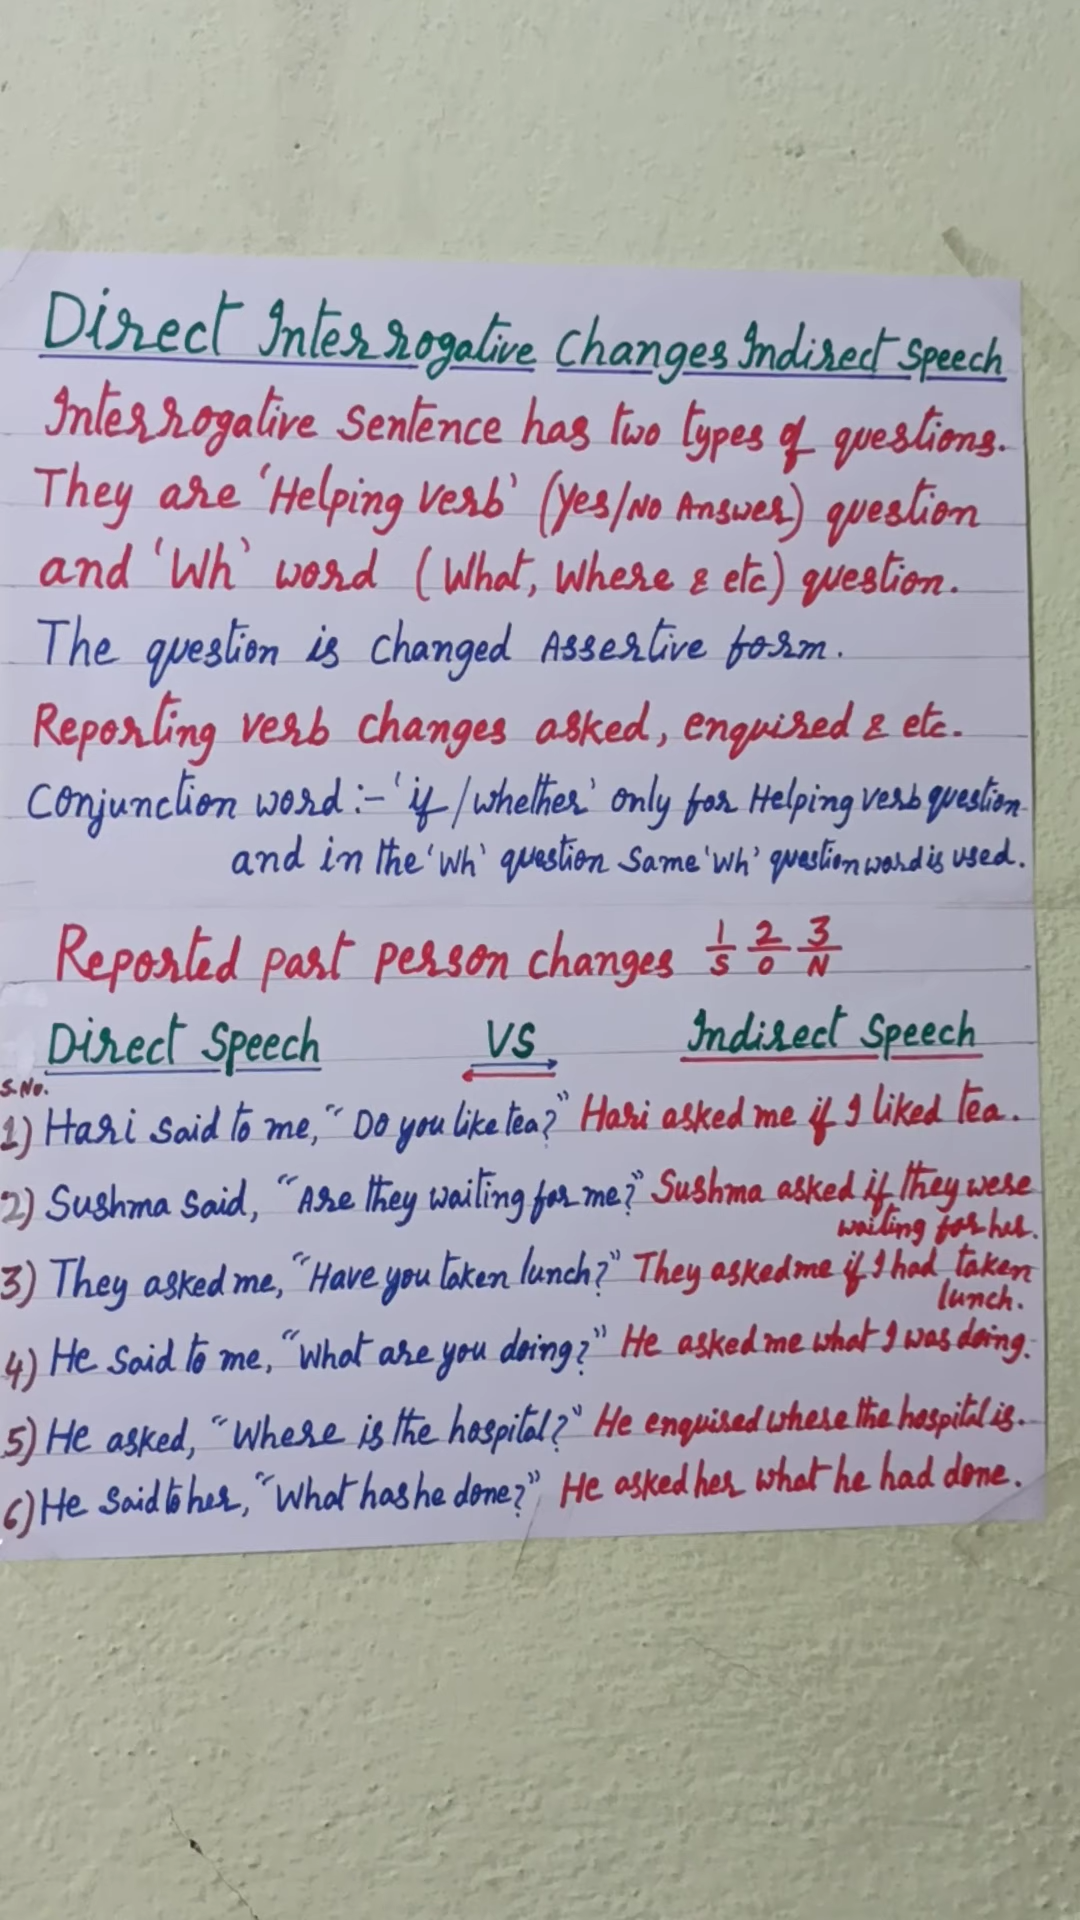 Direct Interrogative Changes Indirect Speech
Interrogative Sentence has two types of questions.
They are 'Helping Verb' (Yes/No Answer) question
and 'Wh' word (What, Where & etc) question.
The question is changed Assertive form.
Reporting verb changes asked, enquired & etc.
Conjunction word :- 'if / whether' only for Helping verb question
and in the 'Wh' question Same 'Wh' question word is used.
Reported part person changes 1/S 2/O 3/N
Direct Speech VS Indirect Speech
S.No.
1) Hari said to me, "Do you like tea?" Hari asked me if I liked tea.
2) Sushma said, "Are they waiting for me?" Sushma asked if they were
waiting for her.
3) They asked me, "Have you taken lunch?" They asked me if I had taken
lunch.
4) He said to me, "What are you doing?" He asked me what I was doing.
5) He asked, "Where is the hospital?" He enquired where the hospital is.
6) He said to her, "What has he done?" He asked her what he had done.